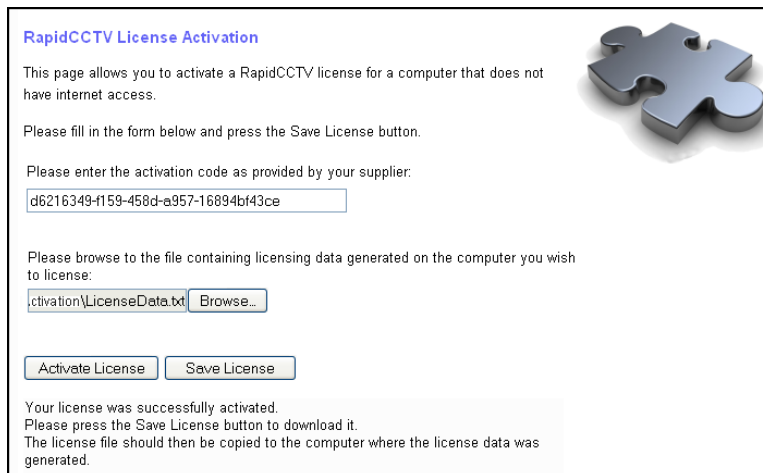 RapidCCTV License Activation
This page allows you to activate a RapidCCTV license for a computer that does not
have internet access.
Please fill in the form below and press the Save License button.
Please enter the activation code as provided by your supplier:
d6216349-f159-458d-a957-16894bf43ce
Please browse to the file containing licensing data generated on the computer you wish
to license:
.ctivation\LicenseData.txt Browse...
Activate License Save License
Your license was successfully activated.
Please press the Save License button to download it.
The license file should then be copied to the computer where the license data was
generated.